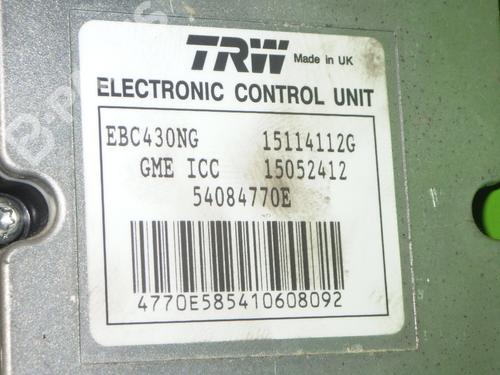 TRW Made in UK
ELECTRONIC CONTROL UNIT
EBC430NG 15114112G
GME ICC 15052412
54084770E
4770E585410608092